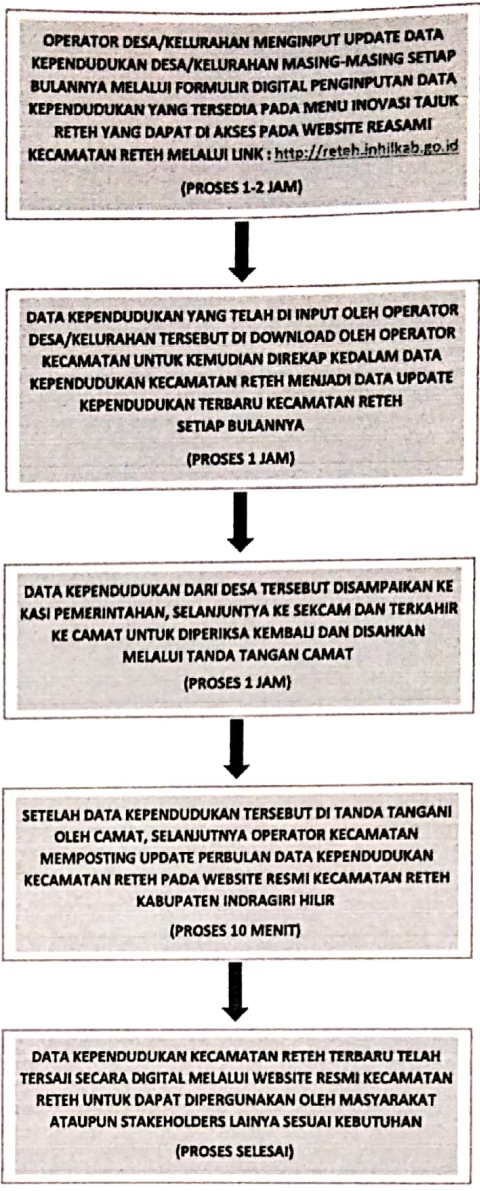 OPERATOR DESA/KELURAHAN MENGINPUT UPDATE DATA
KEPENDUDUKAN DESA/KELURAHAN MASING-MASING SETIAP
BULANNYA MELALUI FORMULIR DIGITAL PENGINPUTAN DATA
KEPENDUDUKAN YANG TERSEDIA PADA MENU INOVASI TAJUK
RETEH YANG DAPAT DI AKSES PADA WEBSITE REASAMI
KECAMATAN RETEH MELALUI LINK : http://reteh.inhilkab.go.id
(PROSES 1-2 JAM)
DATA KEPENDUDUKAN YANG TELAH DI INPUT OLEH OPERATOR
DESA/KELURAHAN TERSEBUT DI DOWNLOAD OLEH OPERATOR
KECAMATAN UNTUK KEMUDIAN DIREKAP KEDALAM DATA
KEPENDUDUKAN KECAMATAN RETEH MENJADI DATA UPDATE
KEPENDUDUKAN TERBARU KECAMATAN RETEH
SETIAP BULANNYA
(PROSES 1 JAM)
DATA KEPENDUDUKAN DARI DESA TERSEBUT DISAMPAIKAN KE
KASI PEMERINTAHAN, SELANJUNTYA KE SEKCAM DAN TERKAHIR
KE CAMAT UNTUK DIPERIKSA KEMBALI DAN DISAHKAN
MELALUI TANDA TANGAN CAMAT
(PROSES 1 JAM)
SETELAH DATA KEPENDUDUKAN TERSEBUT DI TANDA TANGANI
OLEH CAMAT, SELANJUTNYA OPERATOR KECAMATAN
MEMPOSTING UPDATE PERBULAN DATA KEPENDUDUKAN
KECAMATAN RETEH PADA WEBSITE RESMI KECAMATAN RETEH
KABUPATEN INDRAGIRI HILIR
(PROSES 10 MENIT)
DATA KEPENDUDUKAN KECAMATAN RETEH TERBARU TELAH
TERSAJI SECARA DIGITAL MELALUI WEBSITE RESMI KECAMATAN
RETEH UNTUK DAPAT DIPERGUNAKAN OLEH MASYARAKAT
ATAUPUN STAKEHOLDERS LAINYA SESUAI KEBUTUHAN
(PROSES SELESAI)